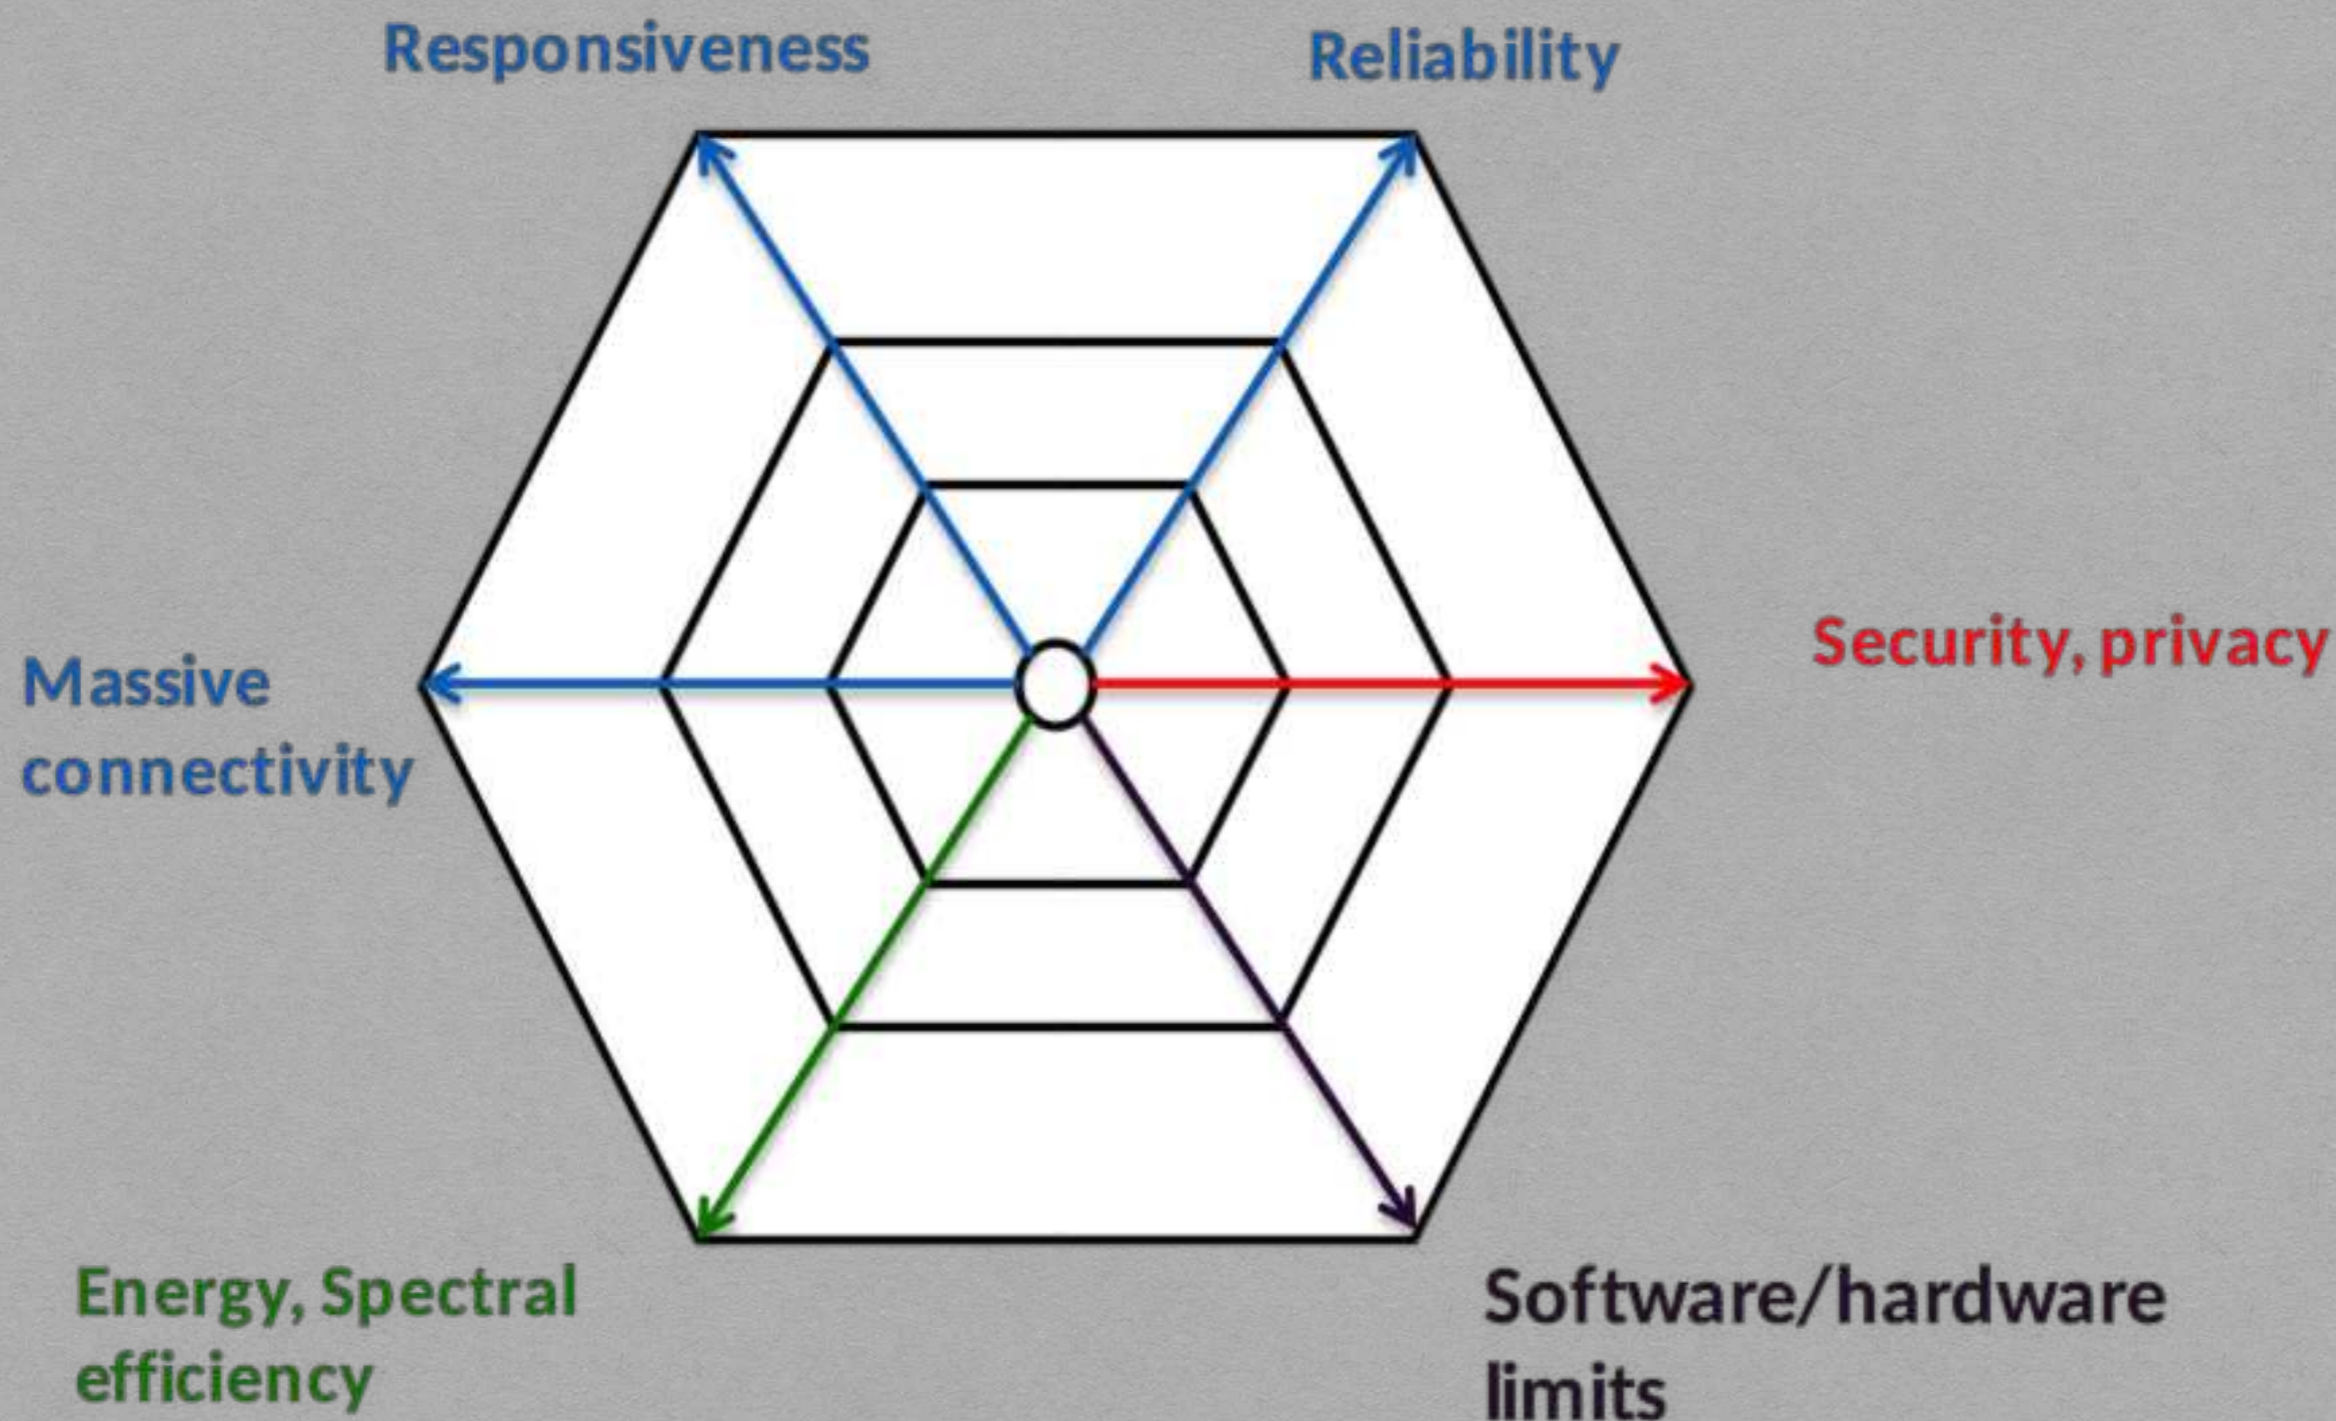 Responsiveness
Reliability
Security, privacy
Massive
connectivity
Energy, Spectral
efficiency
Software/hardware
limits